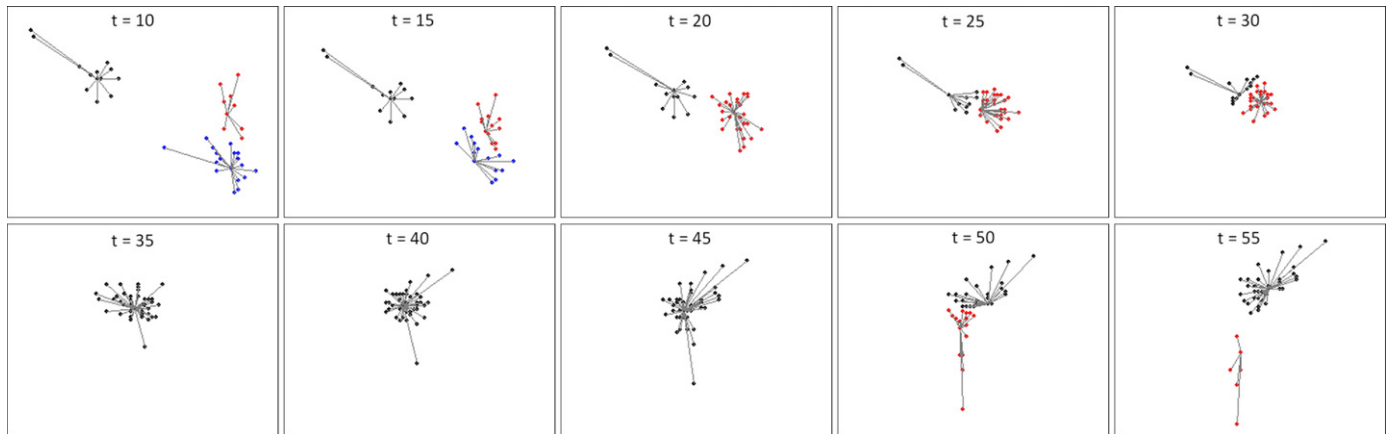 t = 10
t = 15
t = 20
t = 25
t = 30
t = 35
t = 40
t = 45
t = 50
t = 55